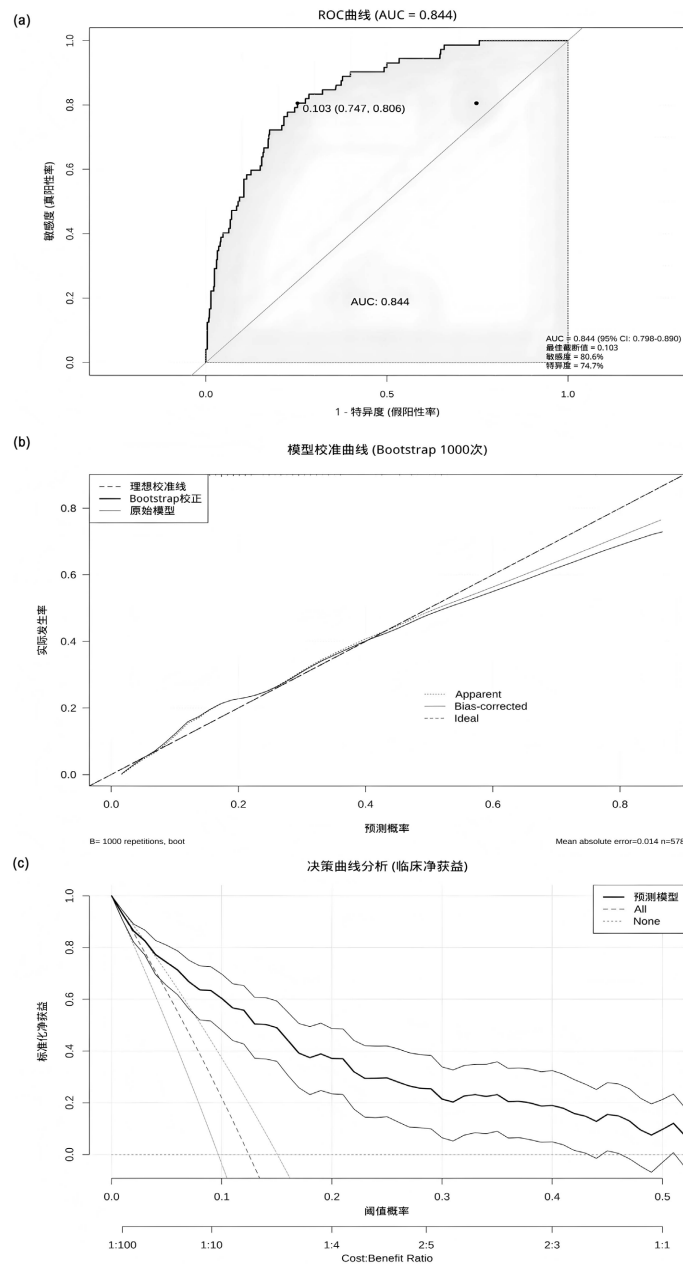 (a)
ROC曲线 (AUC = 0.844)
1.0
0.8
0.6
0.4
0.2
0.0
敏感度 (真阳性率)
0.103 (0.747, 0.806)
AUC: 0.844
AUC = 0.844 (95% CI: 0.798-0.890)
最佳截断值 = 0.103
敏感度 = 80.6%
特异度 = 74.7%
0.0 0.5 1.0
1 - 特异度 (假阳性率)
(b)
模型校准曲线 (Bootstrap 1000次)
理想校准线
Bootstrap校正
原始模型
0.8
0.6
0.4
0.2
0.0
实际发生率
Apparent
Bias-corrected
Ideal
0.0 0.2 0.4 0.6 0.8
预测概率
B= 1000 repetitions, boot
Mean absolute error=0.014 n=578
(c)
决策曲线分析 (临床净获益)
预测模型
All
None
1.0
0.8
0.6
0.4
0.2
0.0
标准化净获益
0.0 0.1 0.2 0.3 0.4 0.5
阈值概率
1:100 1:10 1:4 2:5 2:3 1:1
Cost:Benefit Ratio